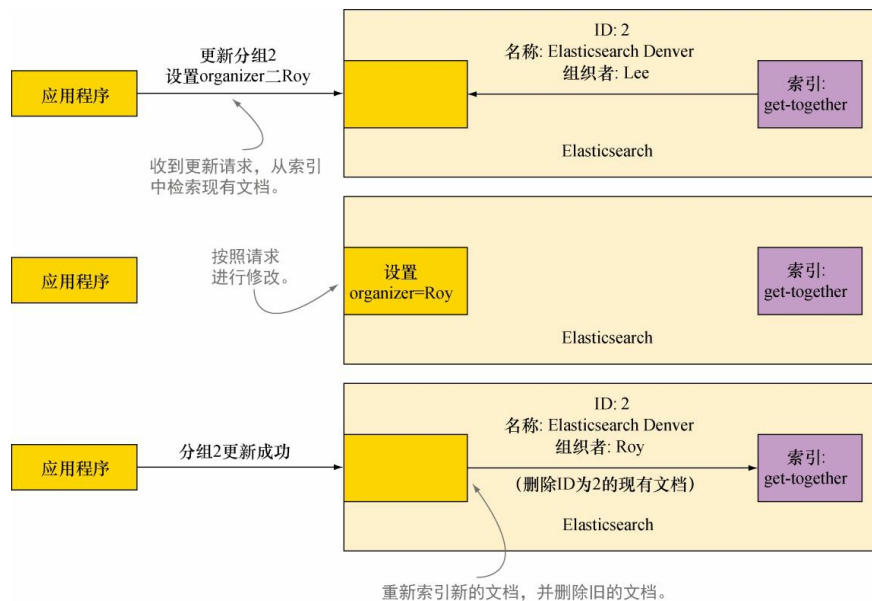 ID: 2
名称: Elasticsearch Denver
组织者: Lee
更新分组2
设置organizer二Roy
应用程序
索引:
get-together
Elasticsearch
收到更新请求，从索引
中检索现有文档。
按照请求
进行修改。
应用程序
设置
organizer=Roy
索引:
get-together
Elasticsearch
ID: 2
名称: Elasticsearch Denver
组织者: Roy
分组2更新成功
应用程序
(删除ID为2的现有文档)
索引:
get-together
Elasticsearch
重新索引新的文档，并删除旧的文档。